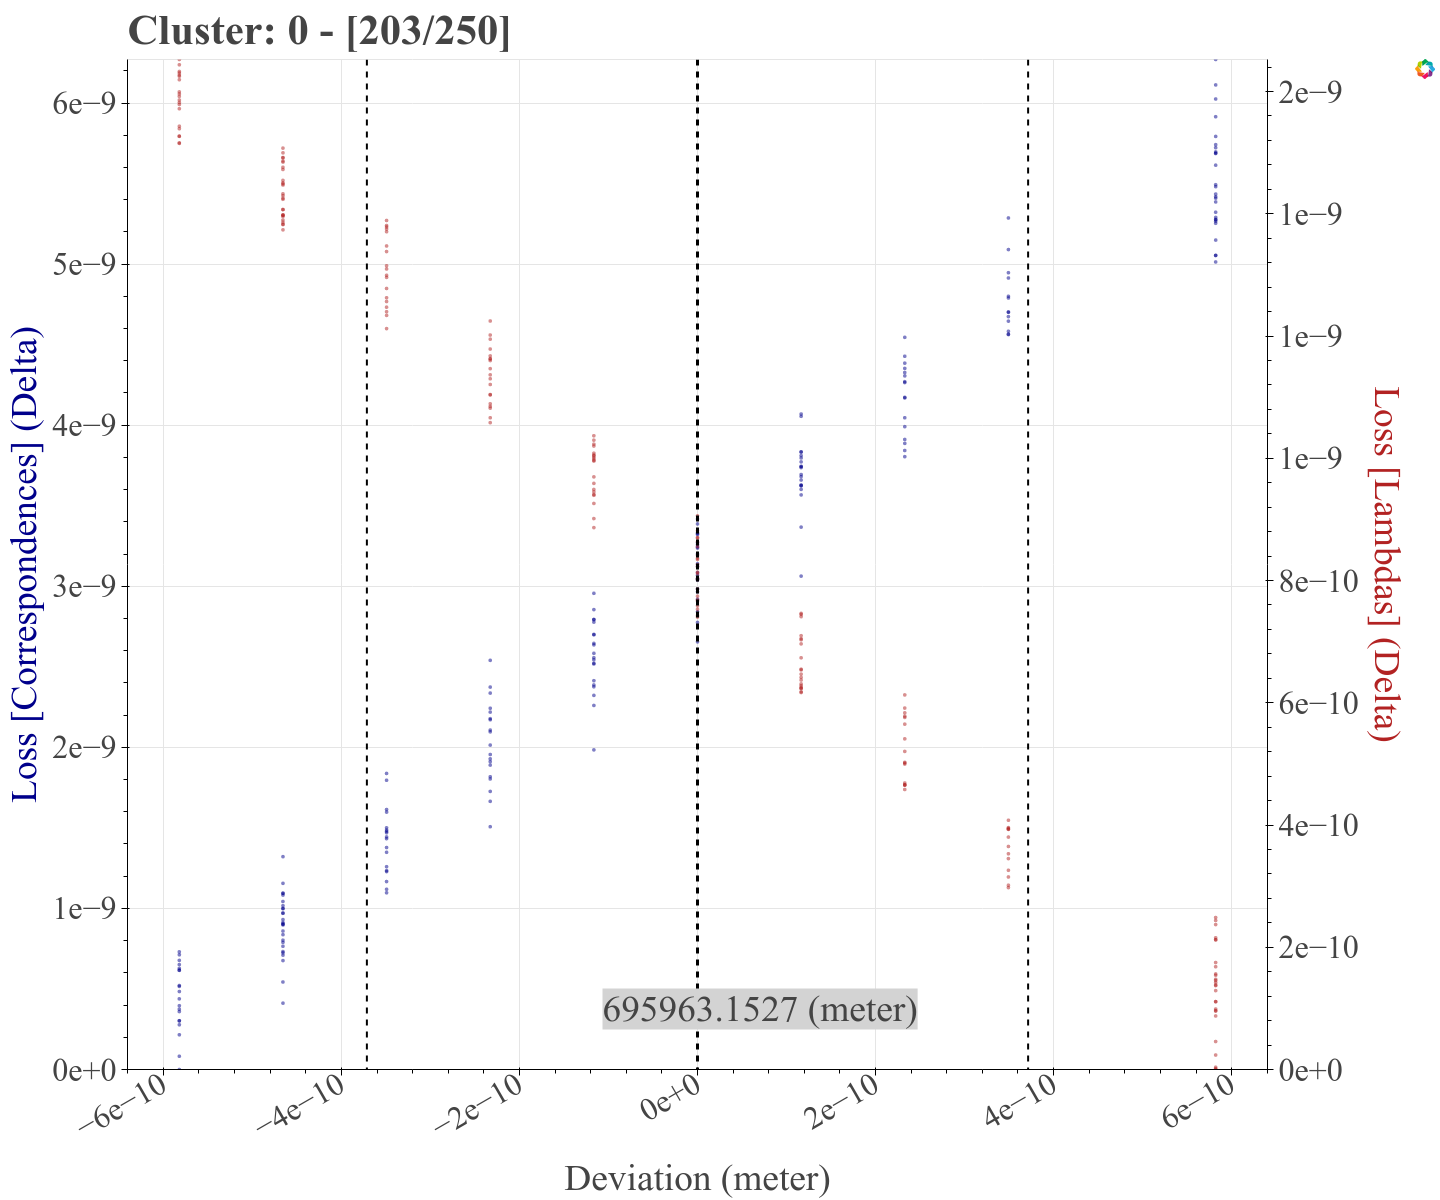 Cluster: 0 - [203/250]
Loss [Correspondences] (Delta)
6e−9
5e−9
4e−9
3e−9
2e−9
1e−9
0e+0
2e−9
1e−9
1e−9
1e−9
8e−10
6e−10
4e−10
2e−10
0e+0
Loss [Lambdas] (Delta)
695963.1527 (meter)
−6e−10
−4e−10
−2e−10
0e+0
2e−10
4e−10
6e−10
Deviation (meter)